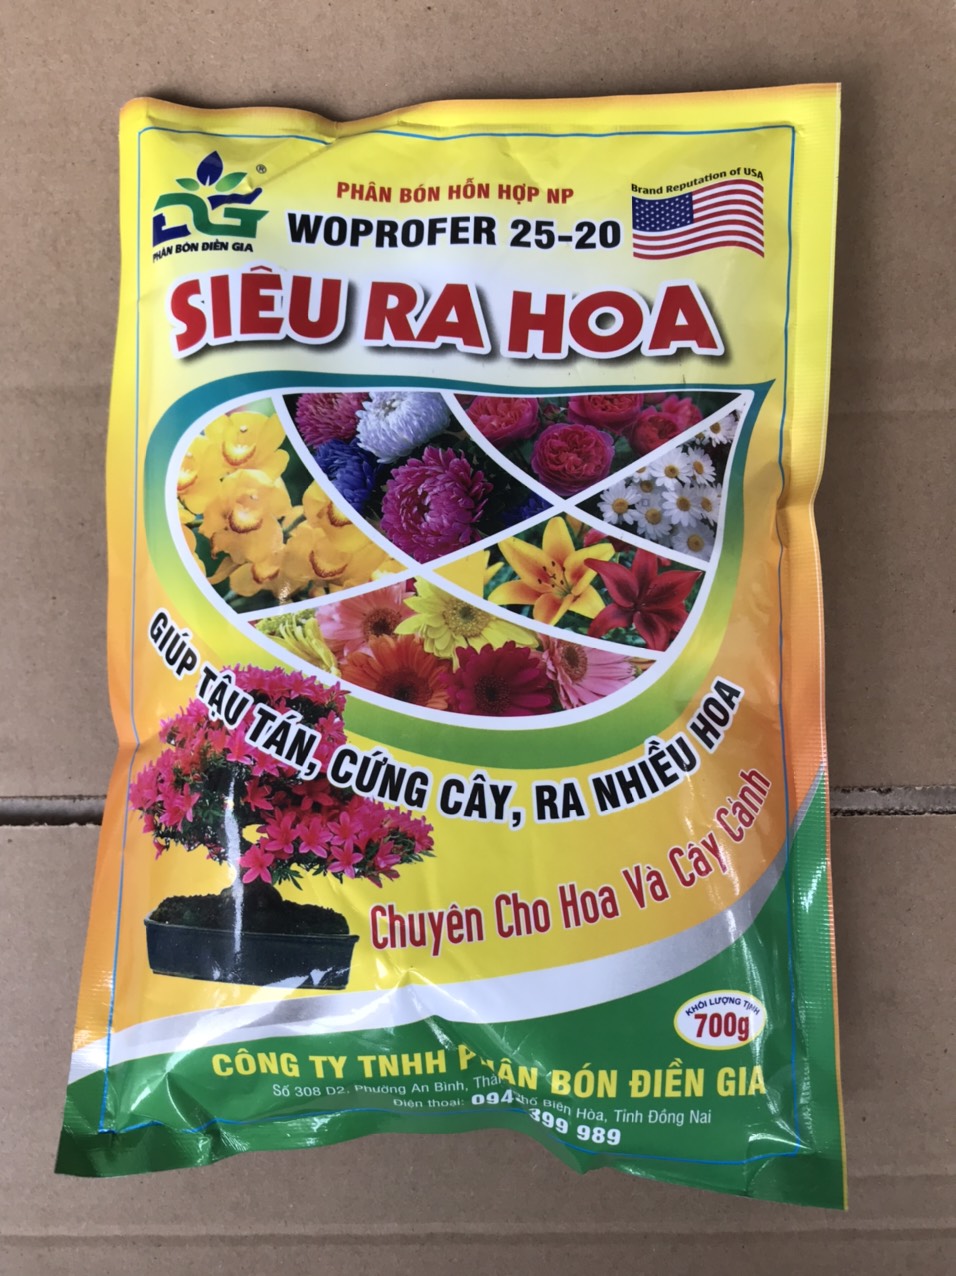 ®
PHÂN BÓN ĐIỀN GIA
PHÂN BÓN HỖN HỢP NP
WOPROFER 25-20
Brand Reputation of USA
SIÊU RA HOA
GIÚP TẬU TÁN, CỨNG CÂY, RA NHIỀU HOA
Chuyên Cho Hoa Và Cây Cảnh
KHỐI LƯỢNG TỊNH
700g
CÔNG TY TNHH PHÂN BÓN ĐIỀN GIA
Số 308 D2, Phường An Bình, Thành phố Biên Hòa, Tỉnh Đồng Nai
Điện thoại: 094 399 989